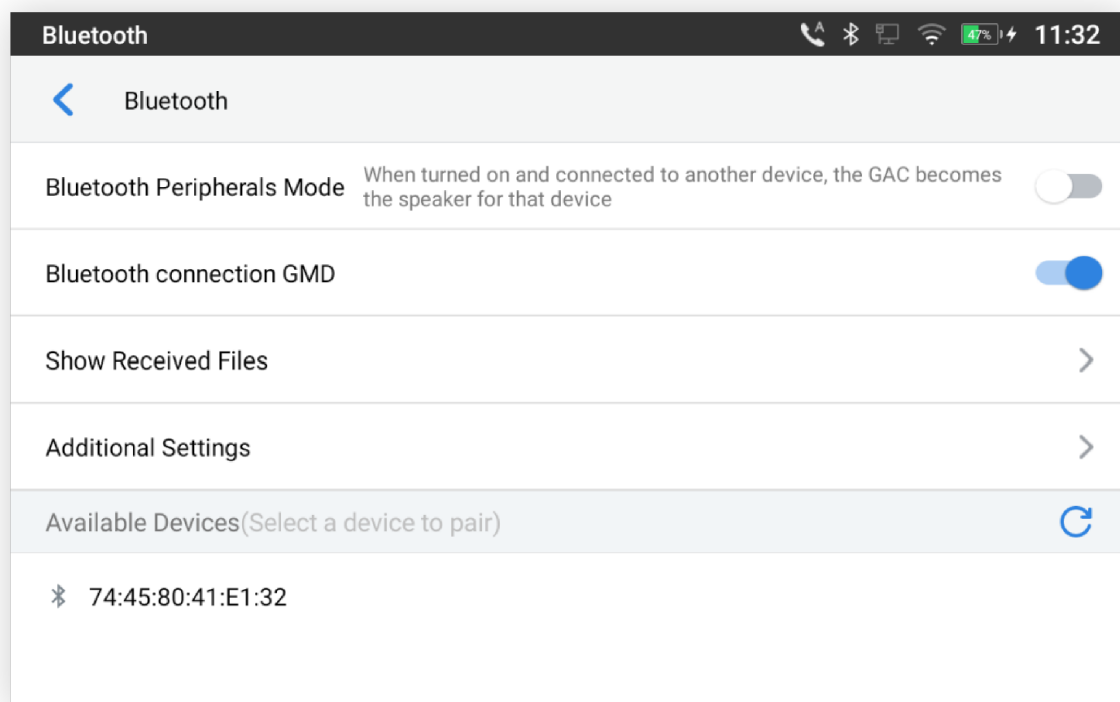 Bluetooth
A 47% 11:32
Bluetooth
Bluetooth Peripherals Mode
When turned on and connected to another device, the GAC becomes
the speaker for that device
Bluetooth connection GMD
Show Received Files
Additional Settings
Available Devices(Select a device to pair)
74:45:80:41:E1:32